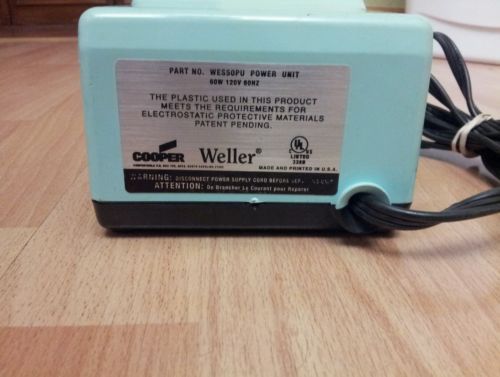 PART NO. WES50PU POWER UNIT
60W 120V 60HZ
THE PLASTIC USED IN THIS PRODUCT
MEETS THE REQUIREMENTS FOR
ELECTROSTATIC PROTECTIVE MATERIALS
PATENT PENDING.
UL
LISTED
COOPER Weller®
MADE AND PRINTED IN U.S.A.
WARNING: DISCONNECT POWER SUPPLY CORD BEFORE
ATTENTION: De Brancher Le Courant pour Reparer